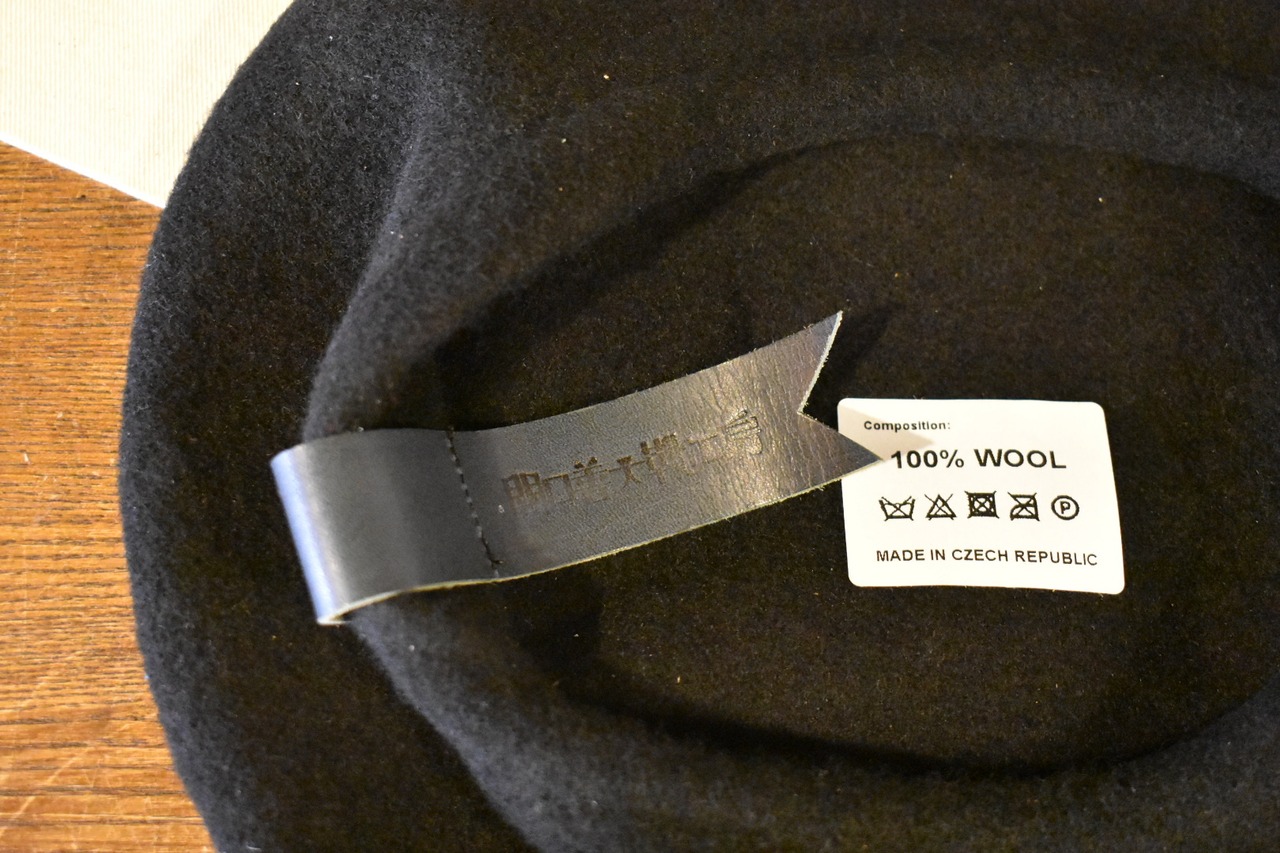 Composition:
100% WOOL
P
MADE IN CZECH REPUBLIC